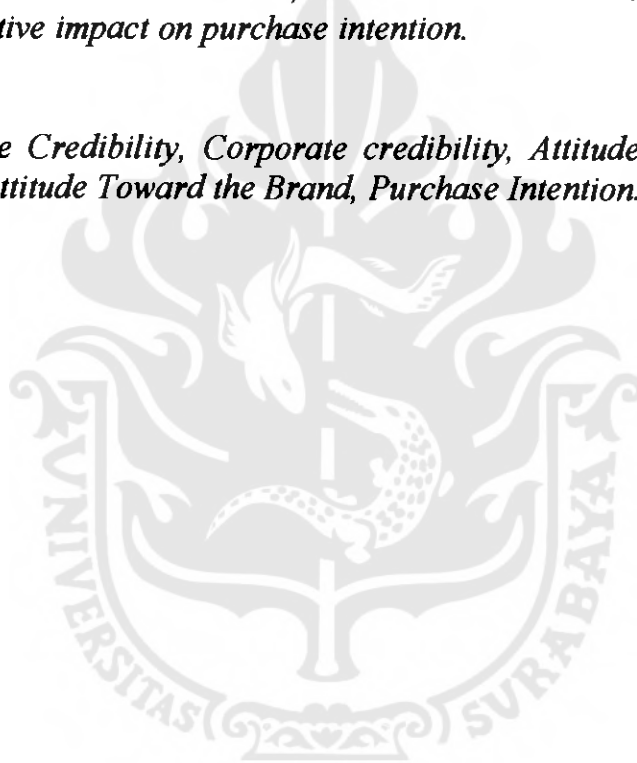 tive impact on purchase intention.
e Credibility, Corporate credibility, Attitude
ttitude Toward the Brand, Purchase Intention.
UNIVERSITAS SURABAYA